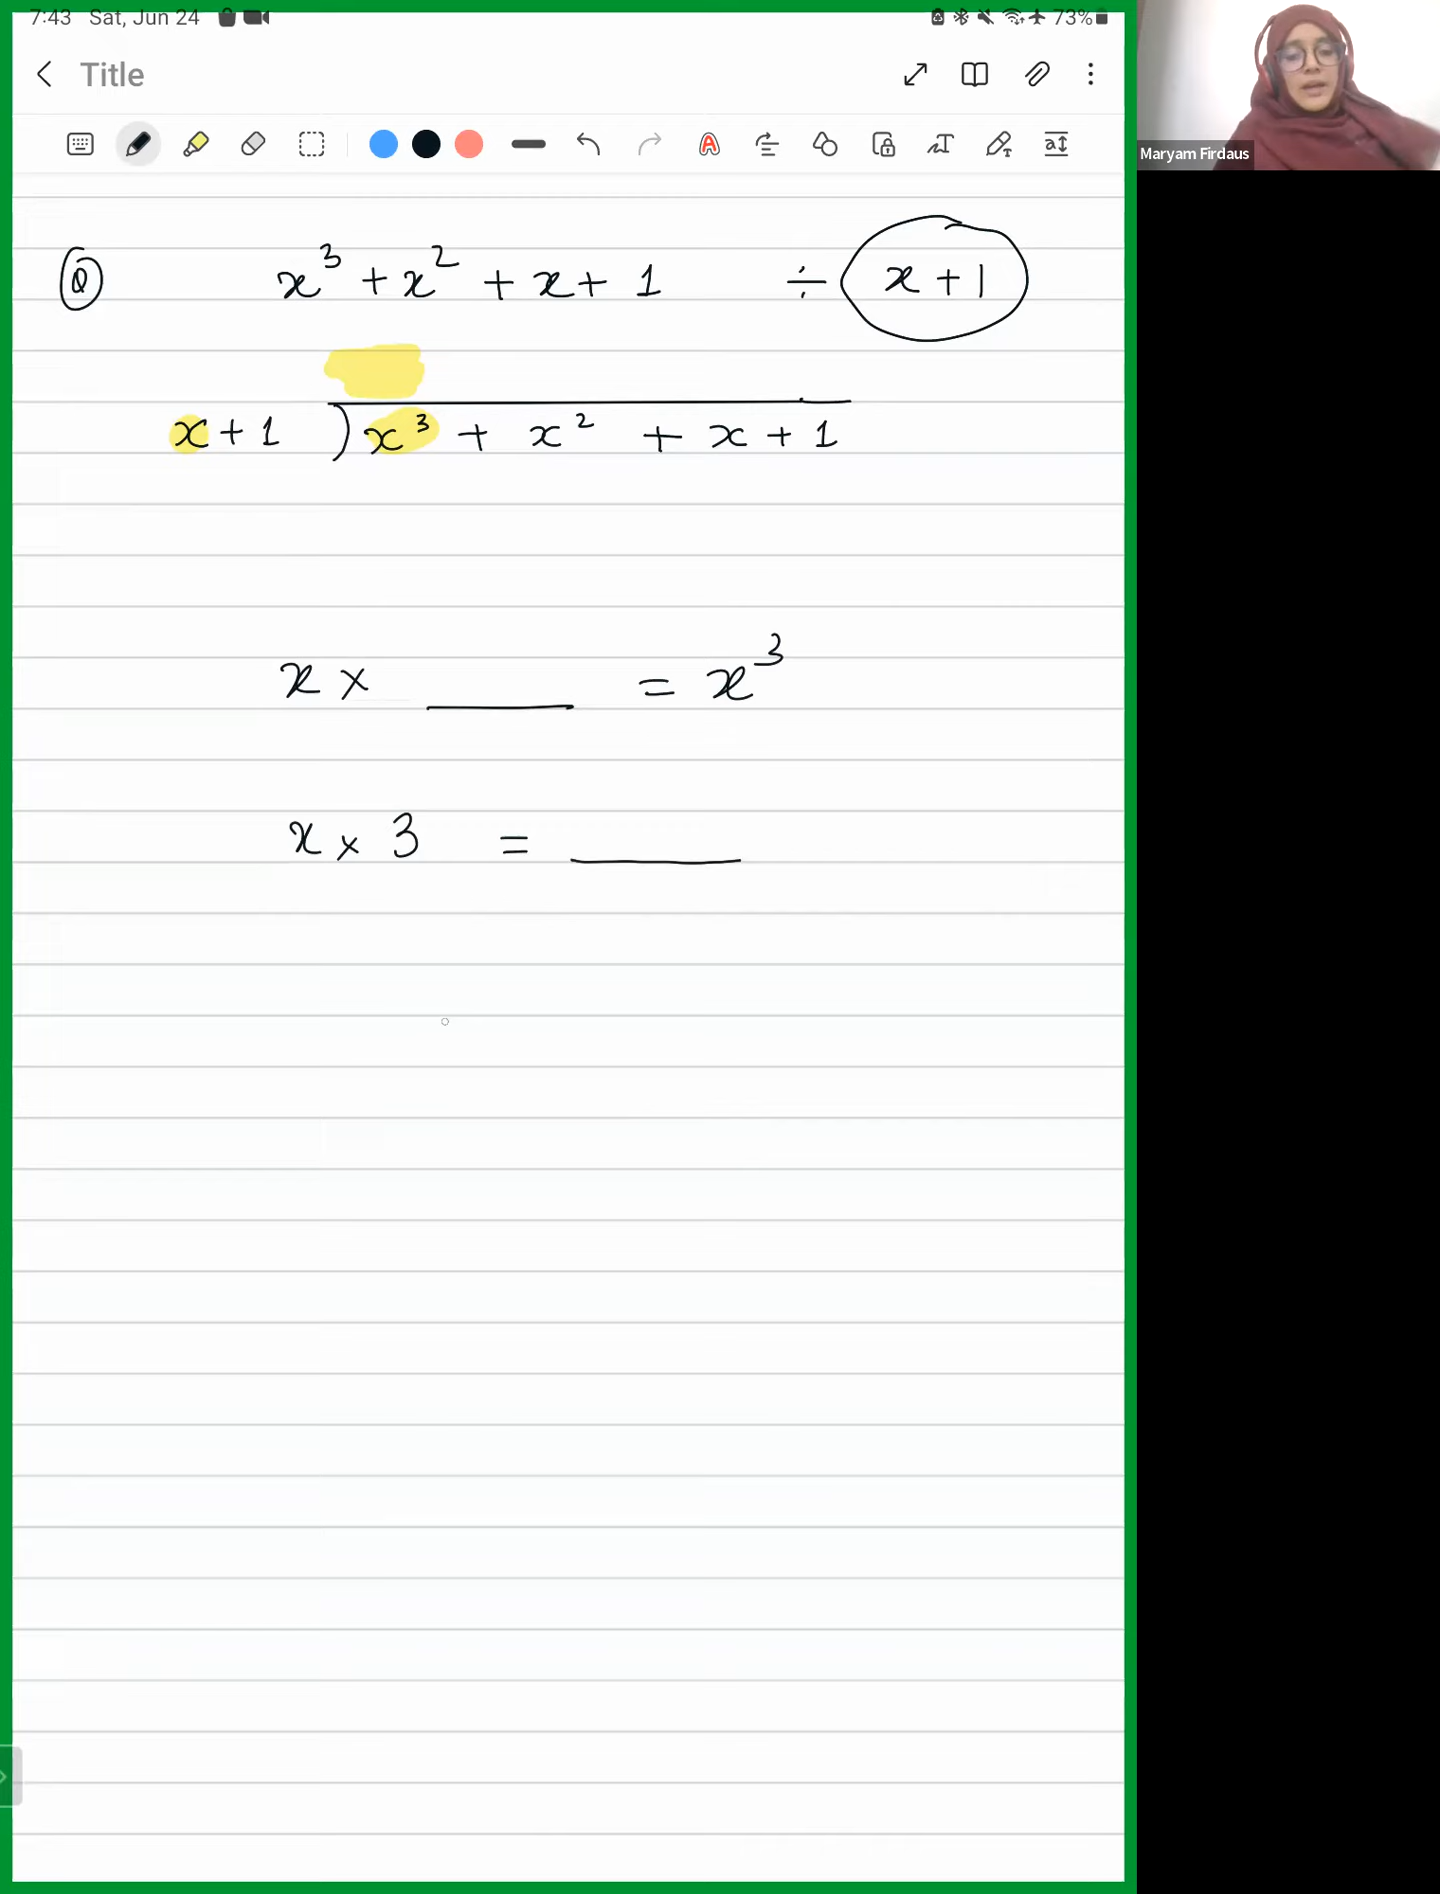 7:43 Sat, Jun 24 73%
Title
Maryam Firdaus
Q x³ + x² + x + 1 ÷ x + 1
x + 1 ) x³ + x² + x + 1
x × ____ = x³
x × 3 = ____